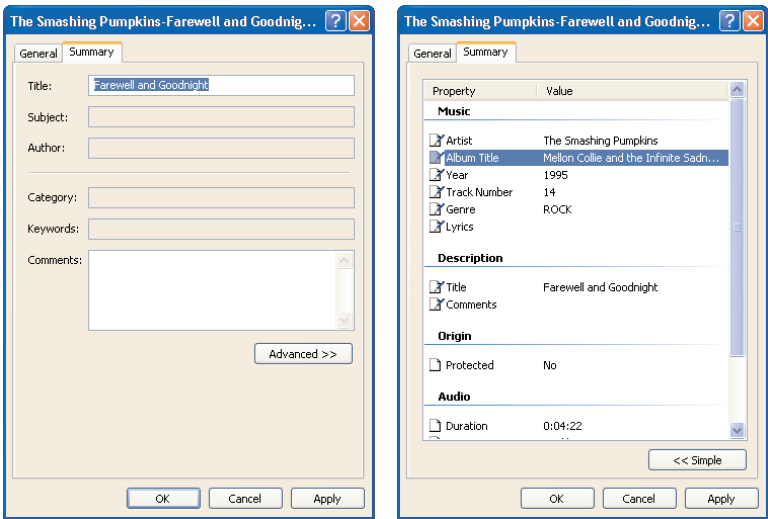 The Smashing Pumpkins-Farewell and Goodnig...
General Summary
Title: Farewell and Goodnight
Subject:
Author:
Category:
Keywords:
Comments:
Advanced >>
OK Cancel Apply
The Smashing Pumpkins-Farewell and Goodnig...
General Summary
Property Value
Music
Artist The Smashing Pumpkins
Album Title Mellon Collie and the Infinite Sadn...
Year 1995
Track Number 14
Genre ROCK
Lyrics
Description
Title Farewell and Goodnight
Comments
Origin
Protected No
Audio
Duration 0:04:22
<< Simple
OK Cancel Apply